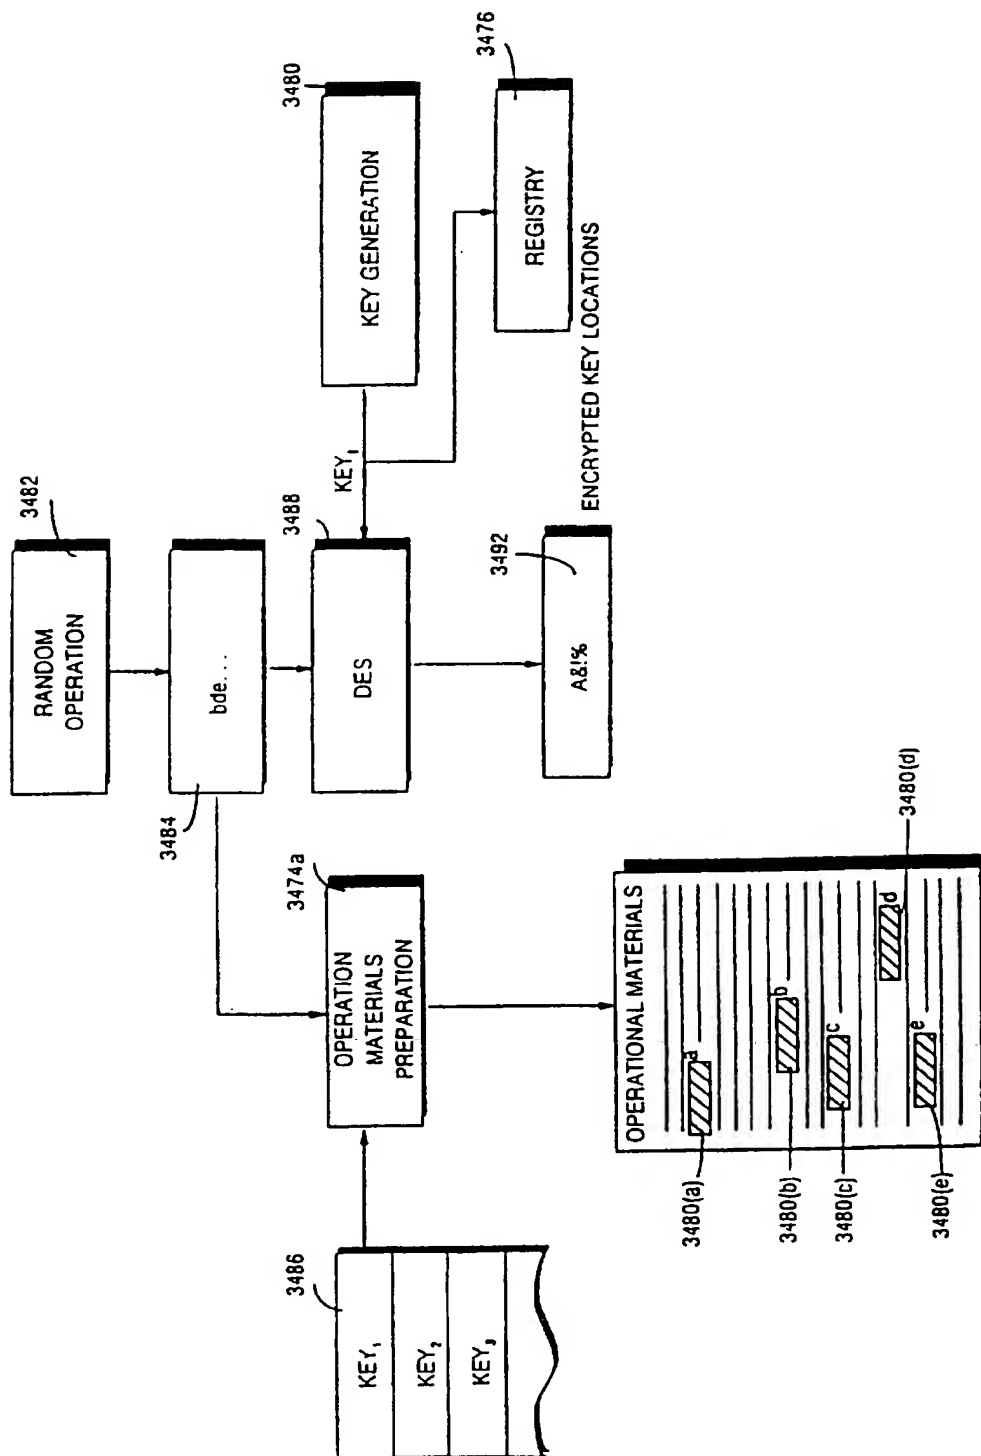 3482
RANDOM
OPERATION
3484
bde...
3480
KEY GENERATION
KEY₁
3488
DES
3476
REGISTRY
3492
A&!%
ENCRYPTED KEY LOCATIONS
3486
KEY₁
KEY₂
KEY₃
3474a
OPERATION
MATERIALS
PREPARATION
OPERATIONAL MATERIALS
a
b
c
d
e
3480(a)
3480(b)
3480(c)
3480(e)
3480(d)